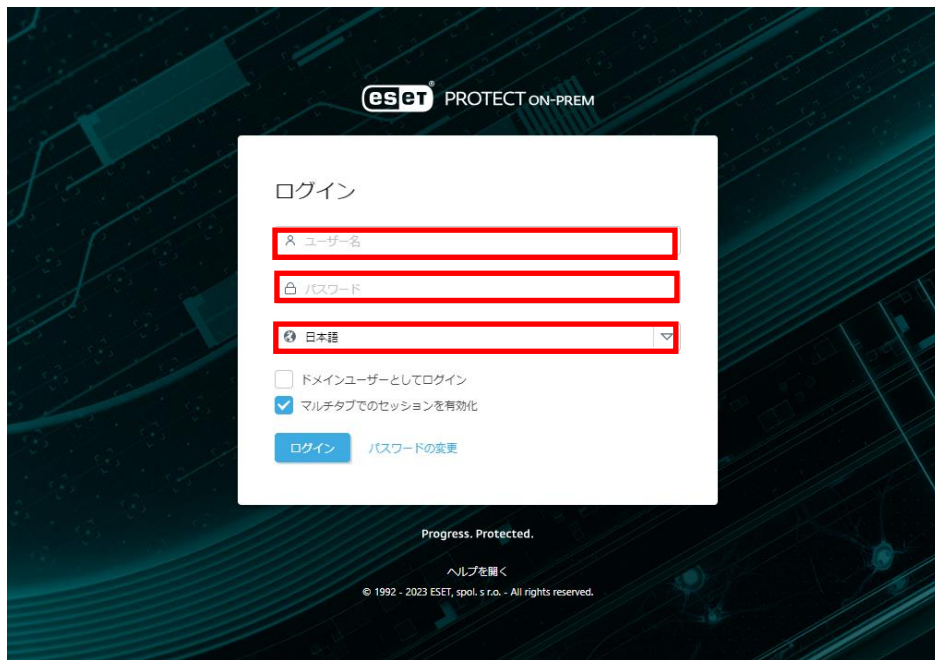 eset® PROTECT ON-PREM
ログイン
ユーザー名
パスワード
日本語
ドメインユーザーとしてログイン
マルチタブでのセッションを有効化
ログイン パスワードの変更
Progress. Protected.
ヘルプを開く
© 1992 - 2023 ESET, spol. s r.o. - All rights reserved.